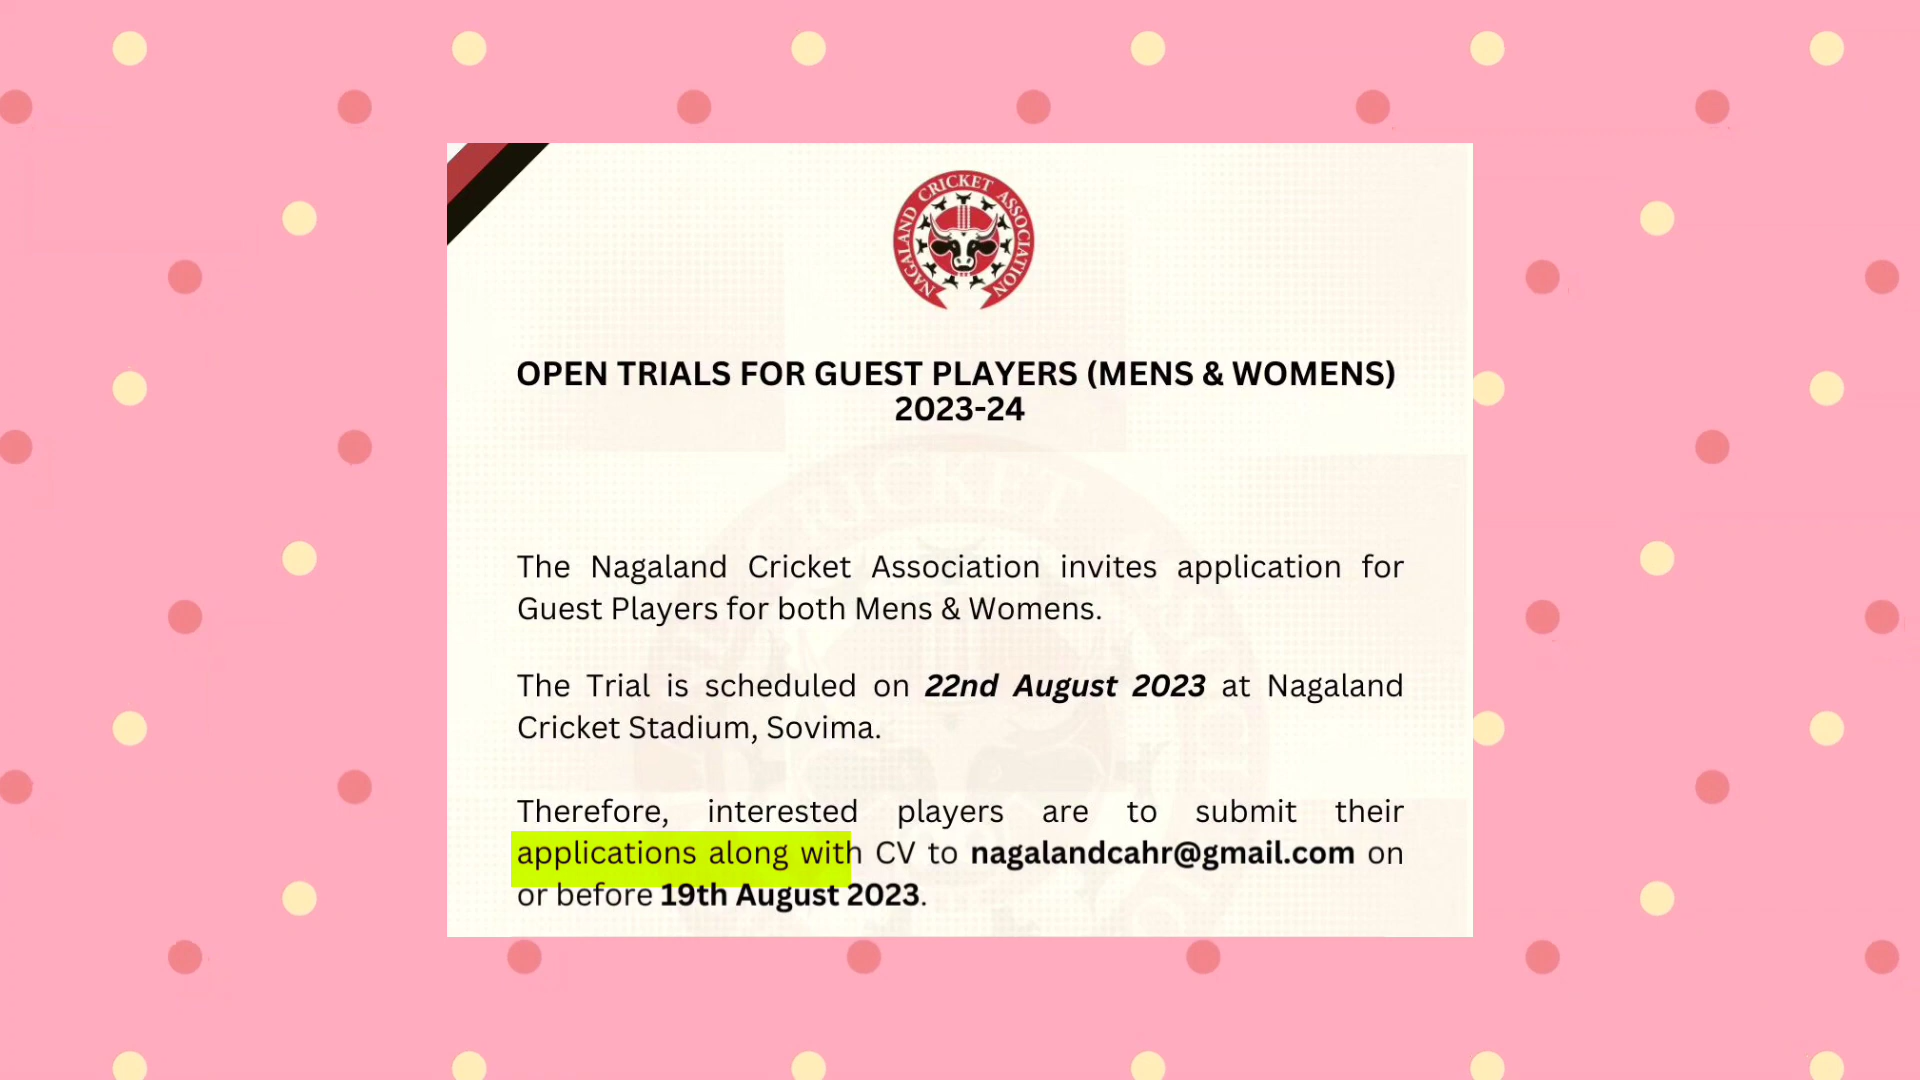 NAGALAND CRICKET ASSOCIATION
OPEN TRIALS FOR GUEST PLAYERS (MENS & WOMENS)
2023-24
The Nagaland Cricket Association invites application for
Guest Players for both Mens & Womens.
The Trial is scheduled on 22nd August 2023 at Nagaland
Cricket Stadium, Sovima.
Therefore, interested players are to submit their
applications along with CV to nagalandcahr@gmail.com on
or before 19th August 2023.